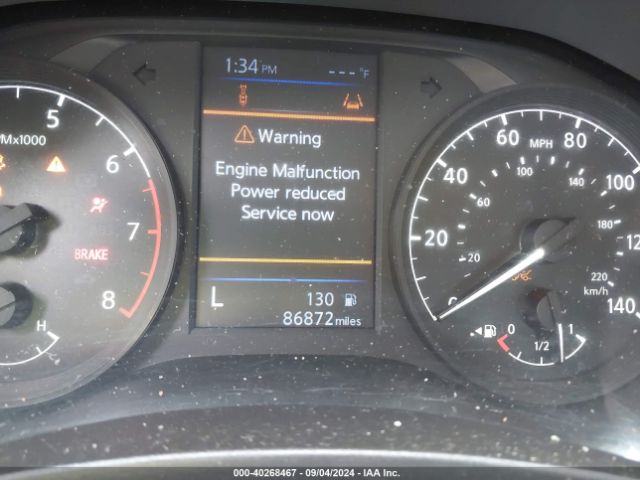 1:34 PM
--- °F
Warning
Engine Malfunction
Power reduced
Service now
L
130
86872 miles
5
6
7
8
BRAKE
H
0
20
40
60
80
100
MPH
20
60
100
140
180
220
km/h
140
0
1/2
1
000-40268467 - 09/04/2024 - IAA Inc.